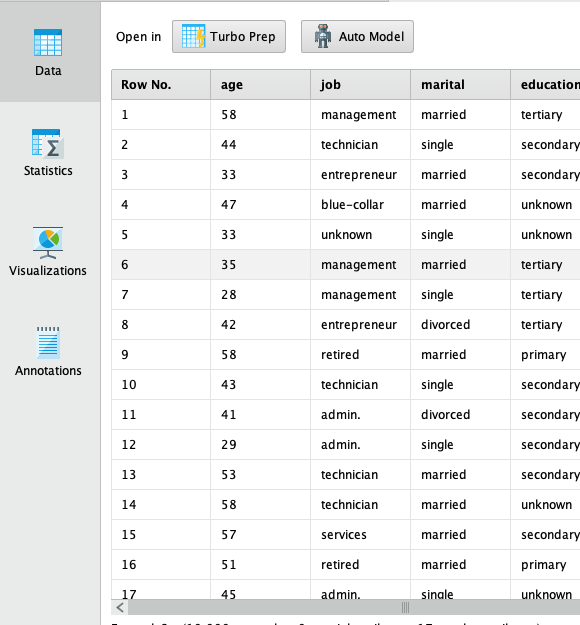 Open in Turbo Prep Auto Model
Data
Statistics
Visualizations
Annotations
Row No. age job marital education
1 58 management married tertiary
2 44 technician single secondary
3 33 entrepreneur married secondary
4 47 blue-collar married unknown
5 33 unknown single unknown
6 35 management married tertiary
7 28 management single tertiary
8 42 entrepreneur divorced tertiary
9 58 retired married primary
10 43 technician single secondary
11 41 admin. divorced secondary
12 29 admin. single secondary
13 53 technician married secondary
14 58 technician married unknown
15 57 services married secondary
16 51 retired married primary
17 45 admin. single unknown